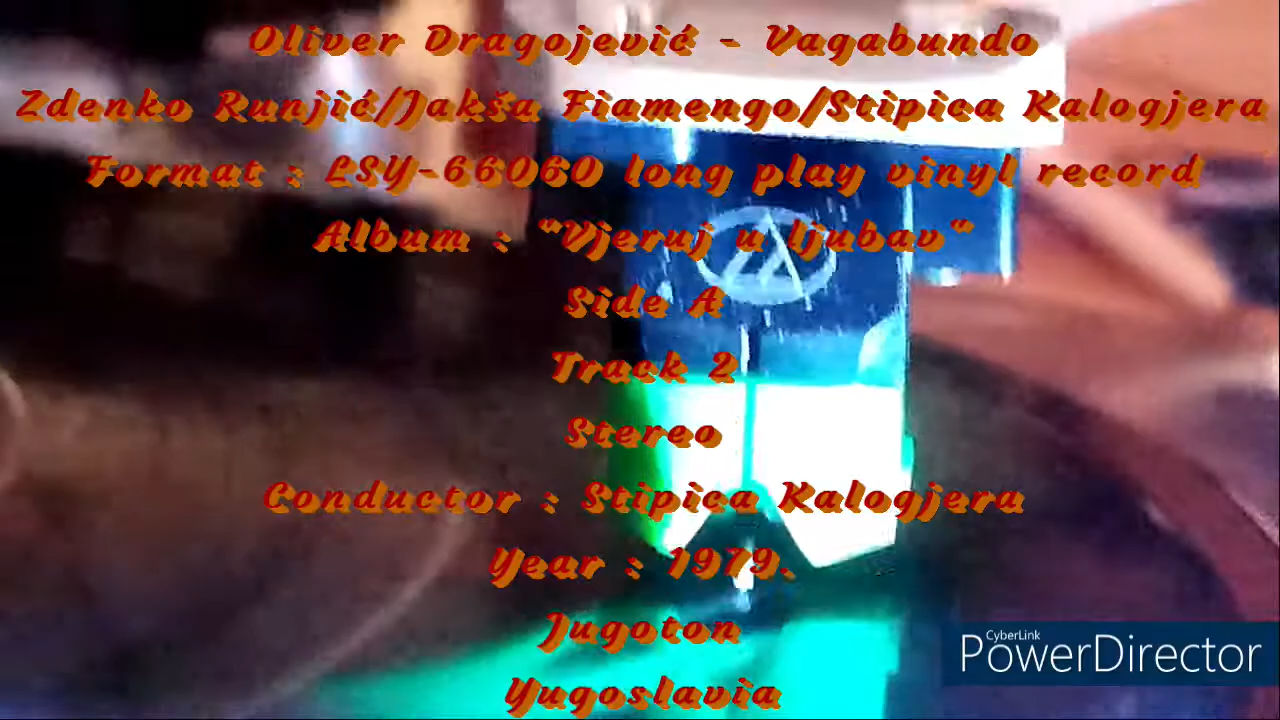 Oliver Dragojević - Vagabundo
Zdenko Runjić/Jakša Fiamengo/Stipica Kalogjera
Format : LSY-66060 long play vinyl record
Album : "Vjeruj u ljubav"
Side A
Track 2
Stereo
Conductor : Stipica Kalogjera
Year : 1979.
Jugoton
Yugoslavia
CyberLink
PowerDirector